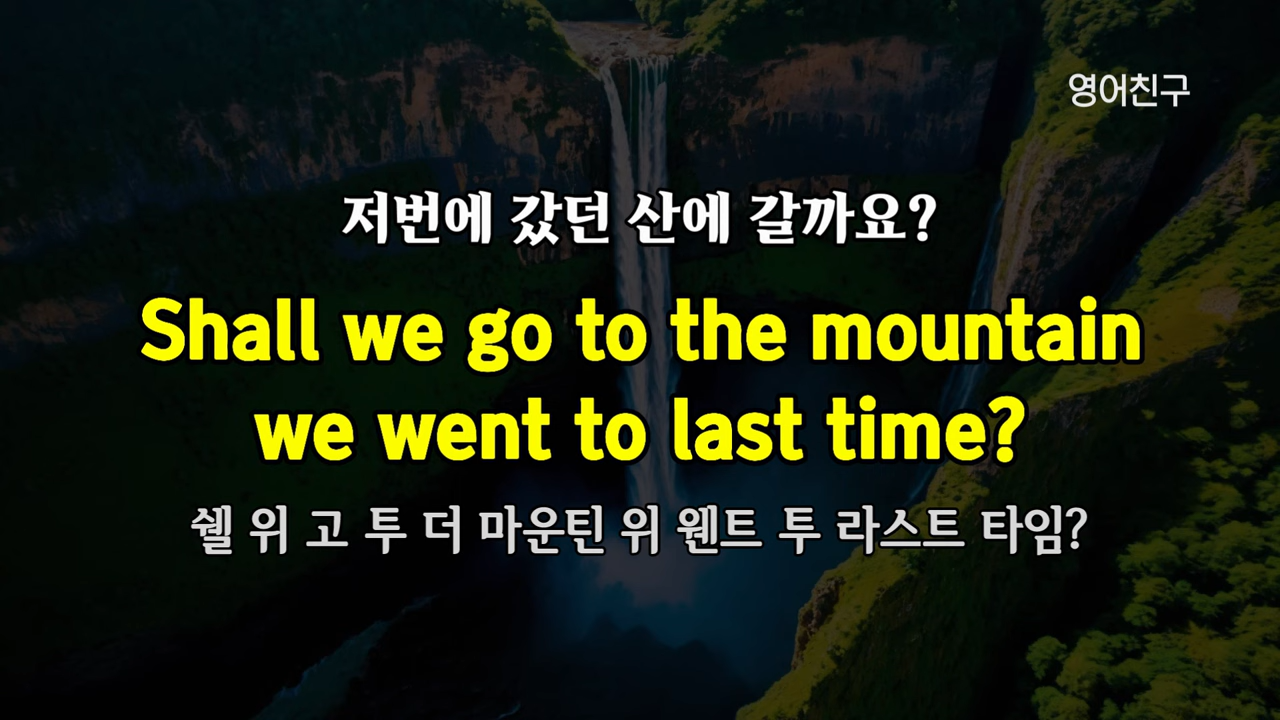 영어친구
저번에 갔던 산에 갈까요?
Shall we go to the mountain
we went to last time?
쉘 위 고 투 더 마운틴 위 웬트 투 라스트 타임?